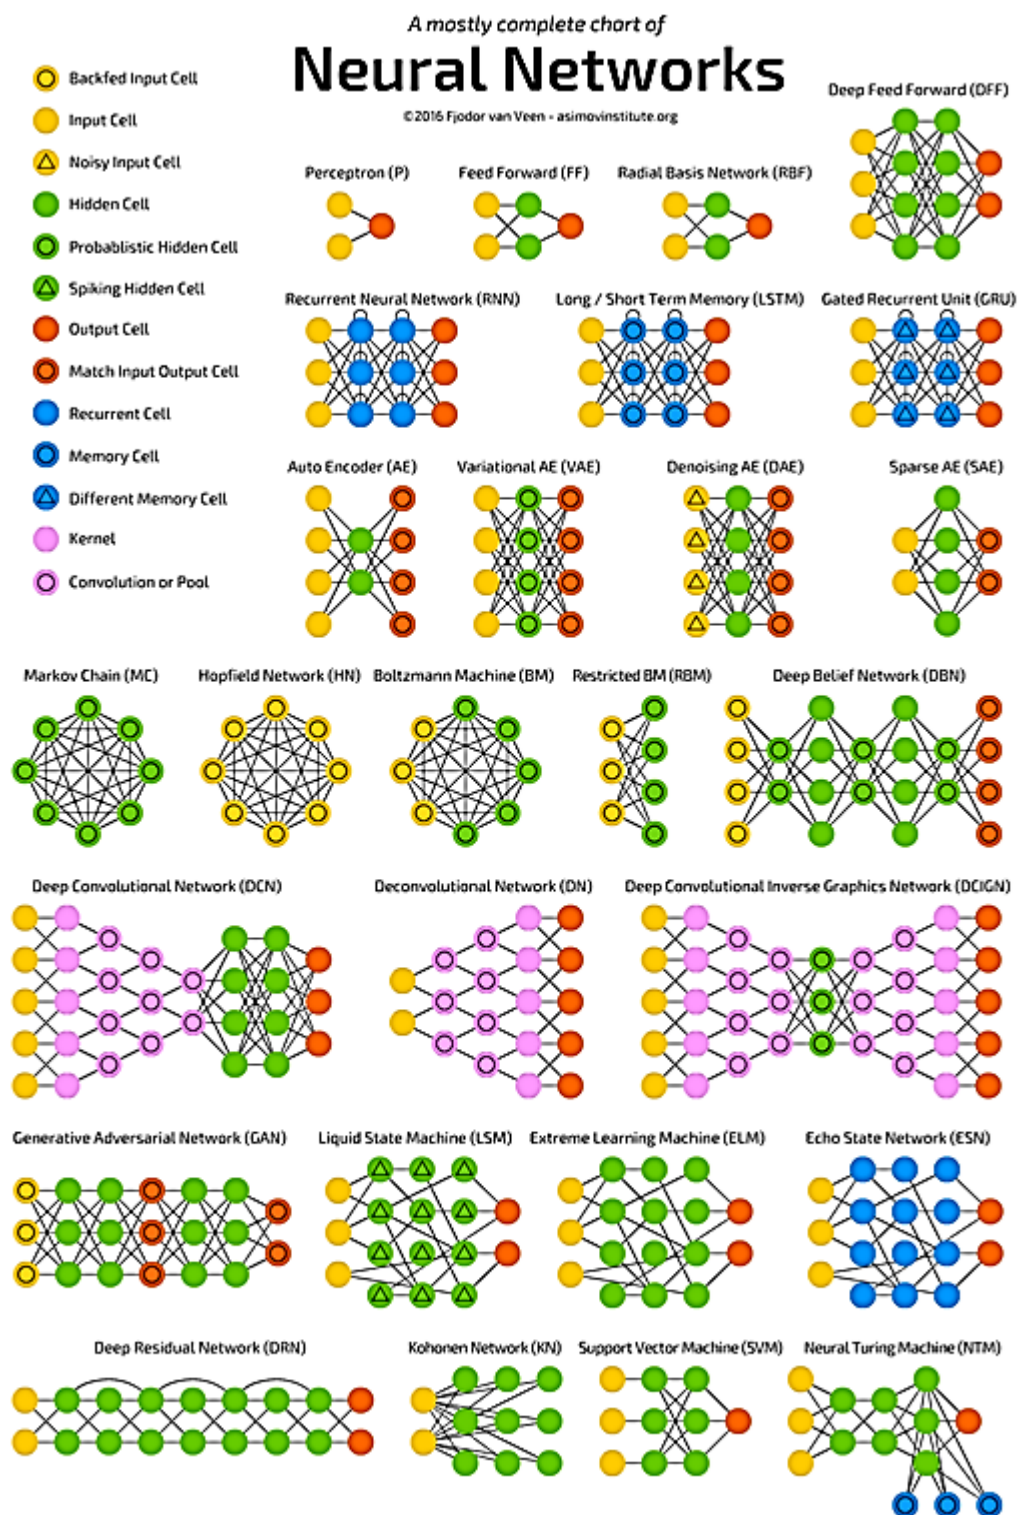 A mostly complete chart of
Neural Networks
©2016 Fjodor van Veen - asimovinstitute.org
Backfed Input Cell
Input Cell
Noisy Input Cell
Hidden Cell
Probablistic Hidden Cell
Spiking Hidden Cell
Output Cell
Match Input Output Cell
Recurrent Cell
Memory Cell
Different Memory Cell
Kernel
Convolution or Pool
Deep Feed Forward (DFF)
Perceptron (P)
Feed Forward (FF)
Radial Basis Network (RBF)
Recurrent Neural Network (RNN)
Long / Short Term Memory (LSTM)
Gated Recurrent Unit (GRU)
Auto Encoder (AE)
Variational AE (VAE)
Denoising AE (DAE)
Sparse AE (SAE)
Markov Chain (MC)
Hopfield Network (HN)
Boltzmann Machine (BM)
Restricted BM (RBM)
Deep Belief Network (DBN)
Deep Convolutional Network (DCN)
Deconvolutional Network (DN)
Deep Convolutional Inverse Graphics Network (DCIGN)
Generative Adversarial Network (GAN)
Liquid State Machine (LSM)
Extreme Learning Machine (ELM)
Echo State Network (ESN)
Deep Residual Network (DRN)
Kohonen Network (KN)
Support Vector Machine (SVM)
Neural Turing Machine (NTM)